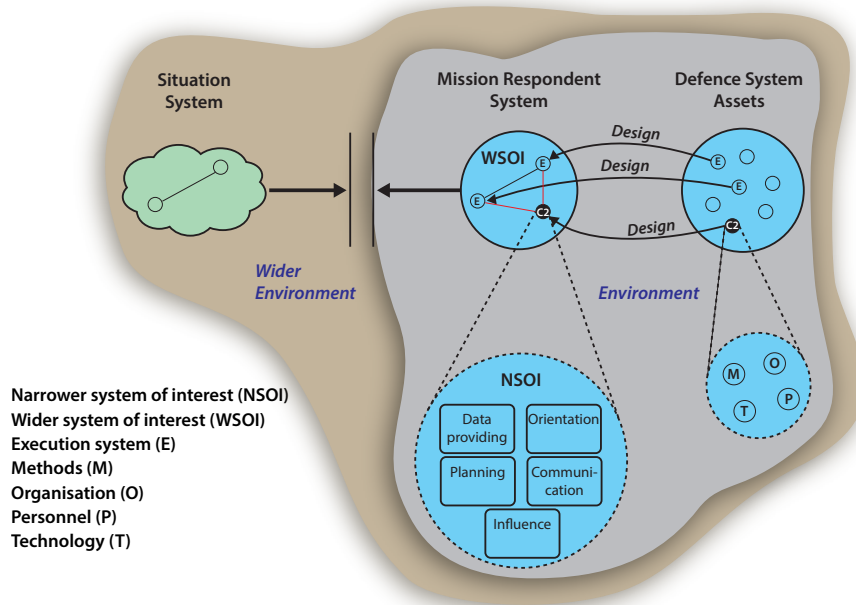 Situation
System
Mission Respondent
System
Defence System
Assets
WSOI
E
E
C2
Design
Design
Design
E
E
C2
Wider
Environment
Environment
NSOI
Data
providing
Orientation
Planning
Communi-
cation
Influence
M
O
T
P
Narrower system of interest (NSOI)
Wider system of interest (WSOI)
Execution system (E)
Methods (M)
Organisation (O)
Personnel (P)
Technology (T)